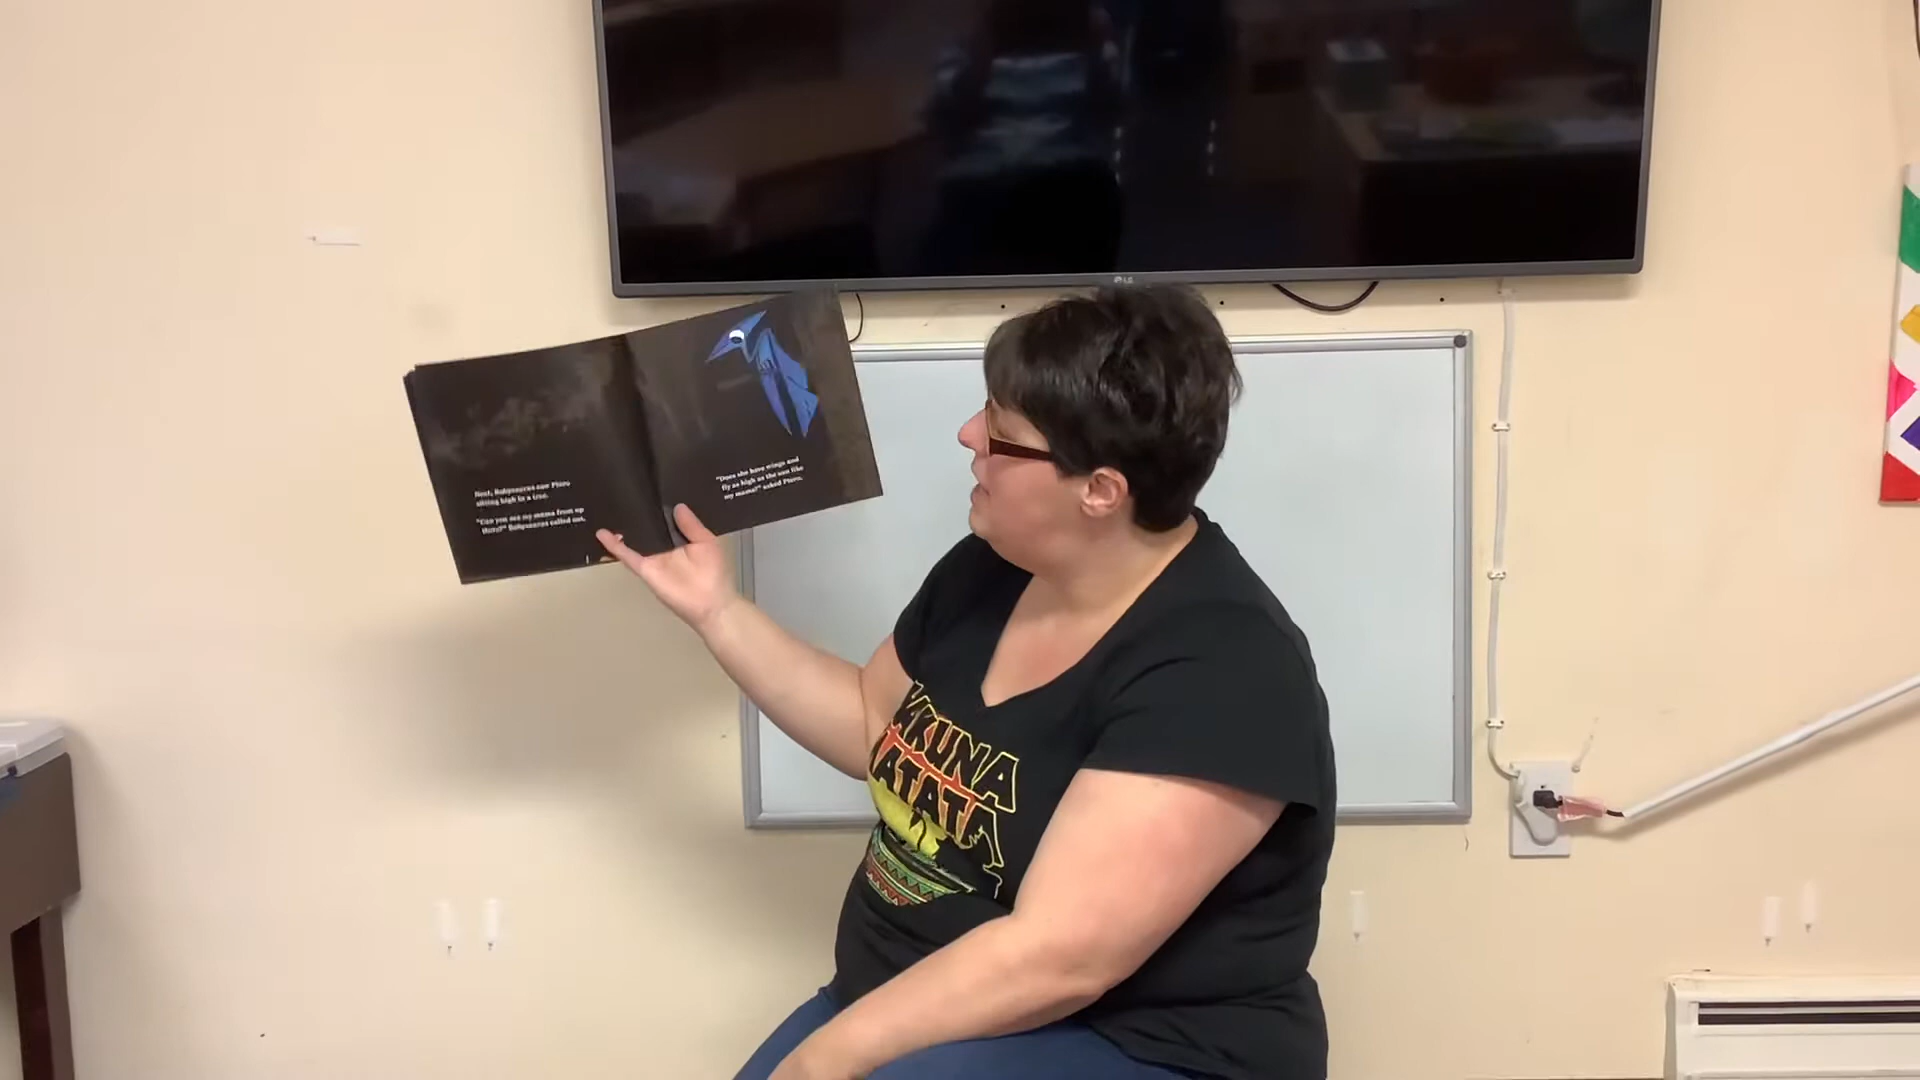 LG
Next, Babysaurus saw Ptero
sitting high in a tree.
"Can you see my mama from up
there?" Babysaurus called out.
"Does she have wings and
fly as high as the sun like
my mama?" asked Ptero.
HAKUNA
MATATA